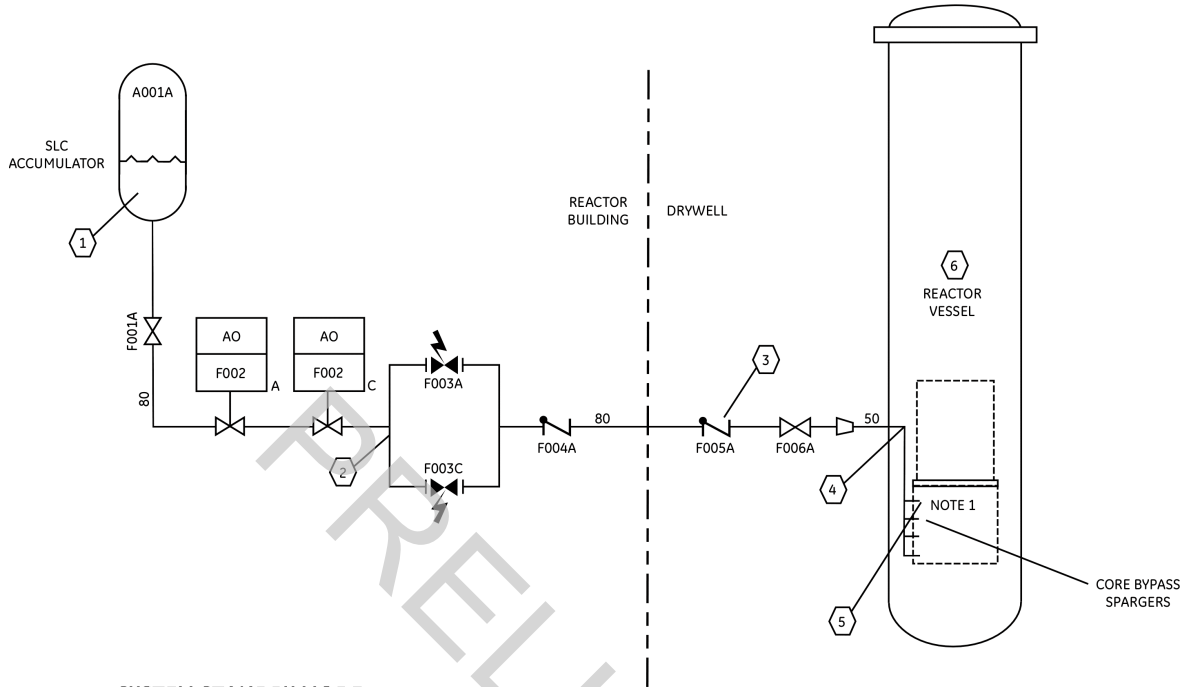 A001A
SLC
ACCUMULATOR
1
F001A
80
AO
F002
A
AO
F002
C
2
F003A
F003C
F004A
80
REACTOR
BUILDING
DRYWELL
3
F005A
F006A
50
4
5
6
REACTOR
VESSEL
NOTE 1
CORE BYPASS
SPARGERS